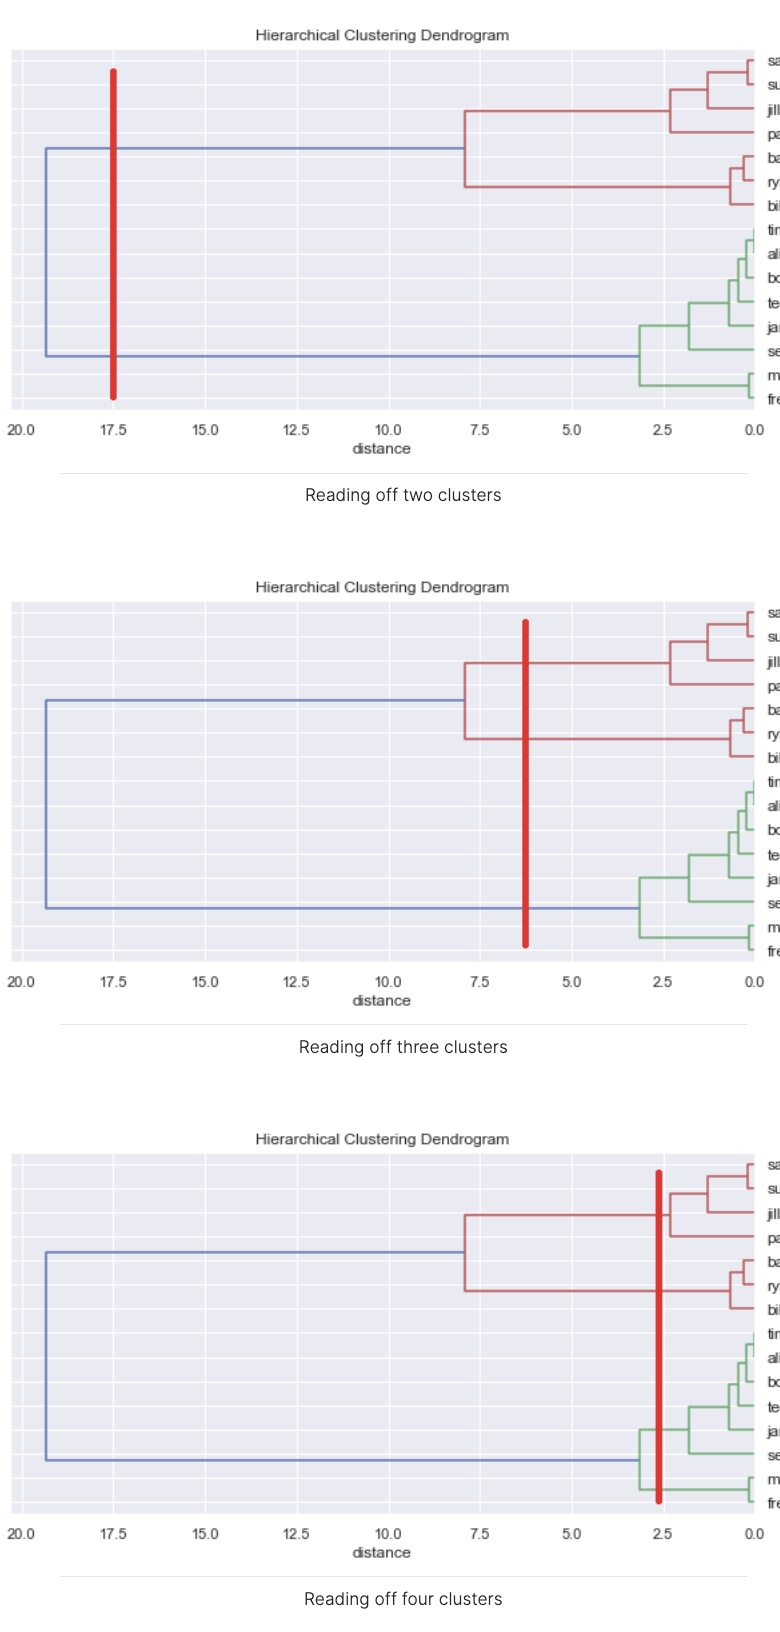 Hierarchical Clustering Dendrogram
sa
su
jill
pa
ba
ry
bil
tin
ali
bo
te
jar
se
m
fre
20.0 17.5 15.0 12.5 10.0 7.5 5.0 2.5 0.0
distance
Reading off two clusters
Hierarchical Clustering Dendrogram
sa
su
jill
pa
ba
ry
bil
tin
ali
bo
te
jar
se
m
fre
20.0 17.5 15.0 12.5 10.0 7.5 5.0 2.5 0.0
distance
Reading off three clusters
Hierarchical Clustering Dendrogram
sa
su
jill
pa
ba
ry
bil
tin
ali
bo
te
jar
se
m
fre
20.0 17.5 15.0 12.5 10.0 7.5 5.0 2.5 0.0
distance
Reading off four clusters